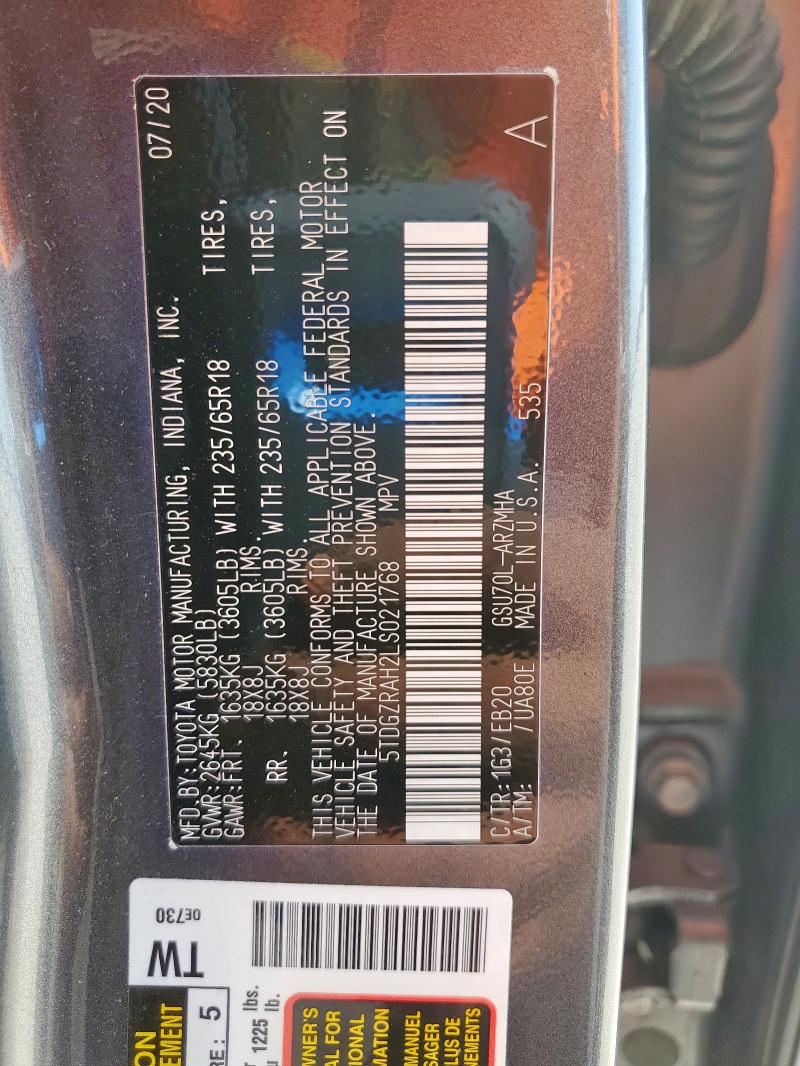 MFD.BY:TOYOTA MOTOR MANUFACTURING, INDIANA, INC. 07/20
GVWR:2645KG (5830LB)
GAWR:FRT. 1635KG (3605LB) WITH 235/65R18 TIRES,
18X8J RIMS.
RR. 1635KG (3605LB) WITH 235/65R18 TIRES,
18X8J RIMS.
THIS VEHICLE CONFORMS TO ALL APPLICABLE FEDERAL MOTOR
VEHICLE SAFETY AND THEFT PREVENTION STANDARDS IN EFFECT ON
THE DATE OF MANUFACTURE SHOWN ABOVE.
5TDGZRAH2LS021768 MPV
C/TR:1G3/EB20 GSU70L-ARZMHA
A/TM: /UA80E MADE IN U.S.A. 535 A
0E730
TW
5
1225 lbs.
lb.